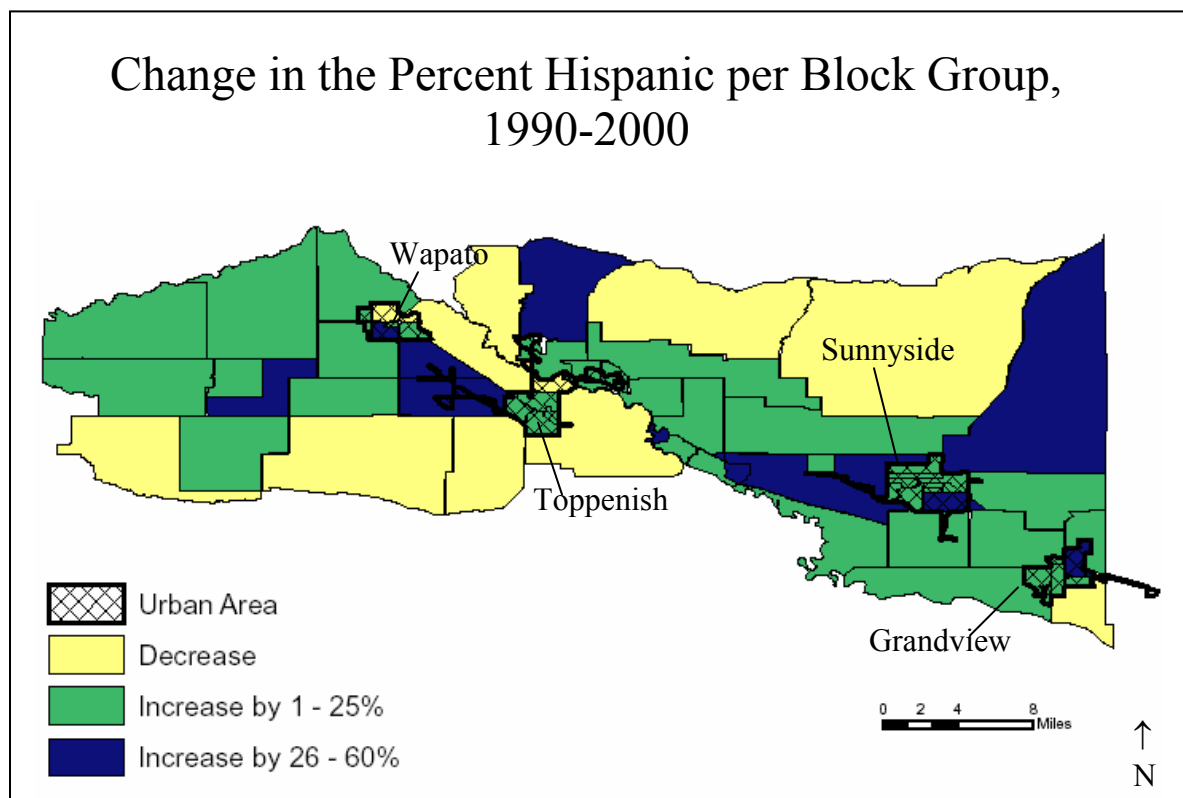 Change in the Percent Hispanic per Block Group,
1990-2000
Wapato
Sunnyside
Toppenish
Grandview
Urban Area
Decrease
Increase by 1 - 25%
Increase by 26 - 60%
0 2 4 8
Miles
↑
N